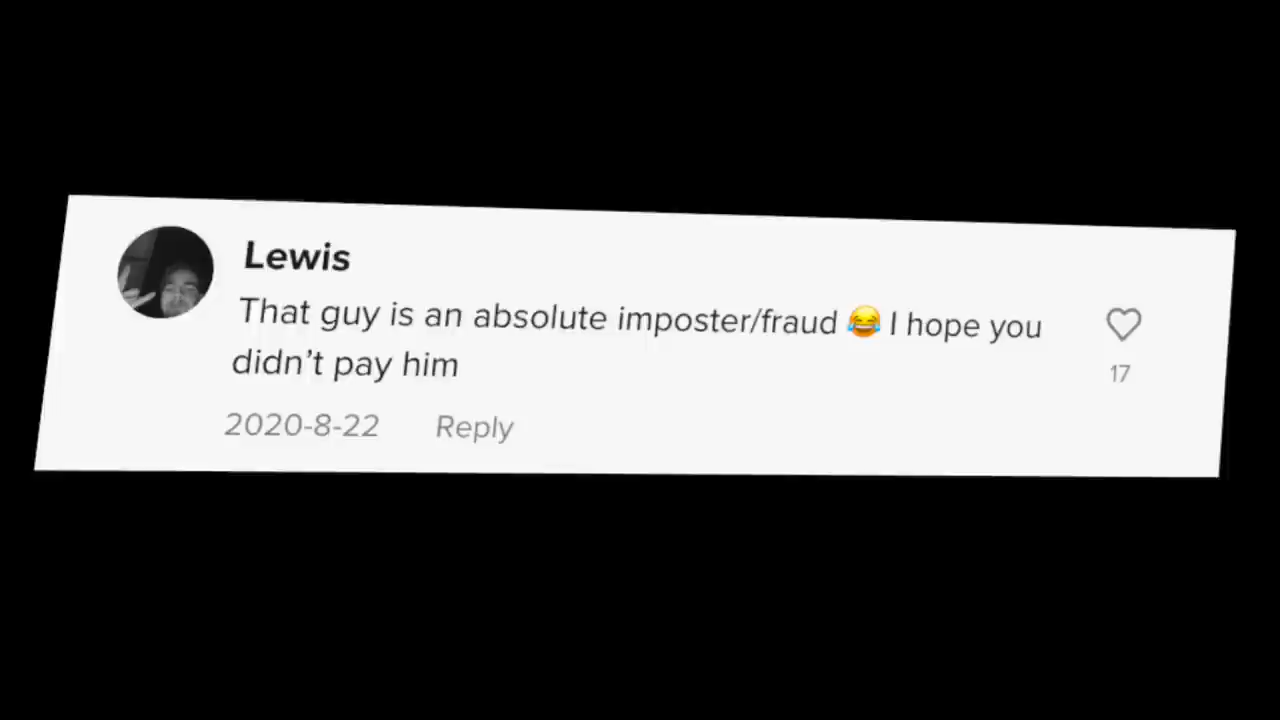 Lewis
That guy is an absolute imposter/fraud 😂 I hope you
didn't pay him
17
2020-8-22 Reply